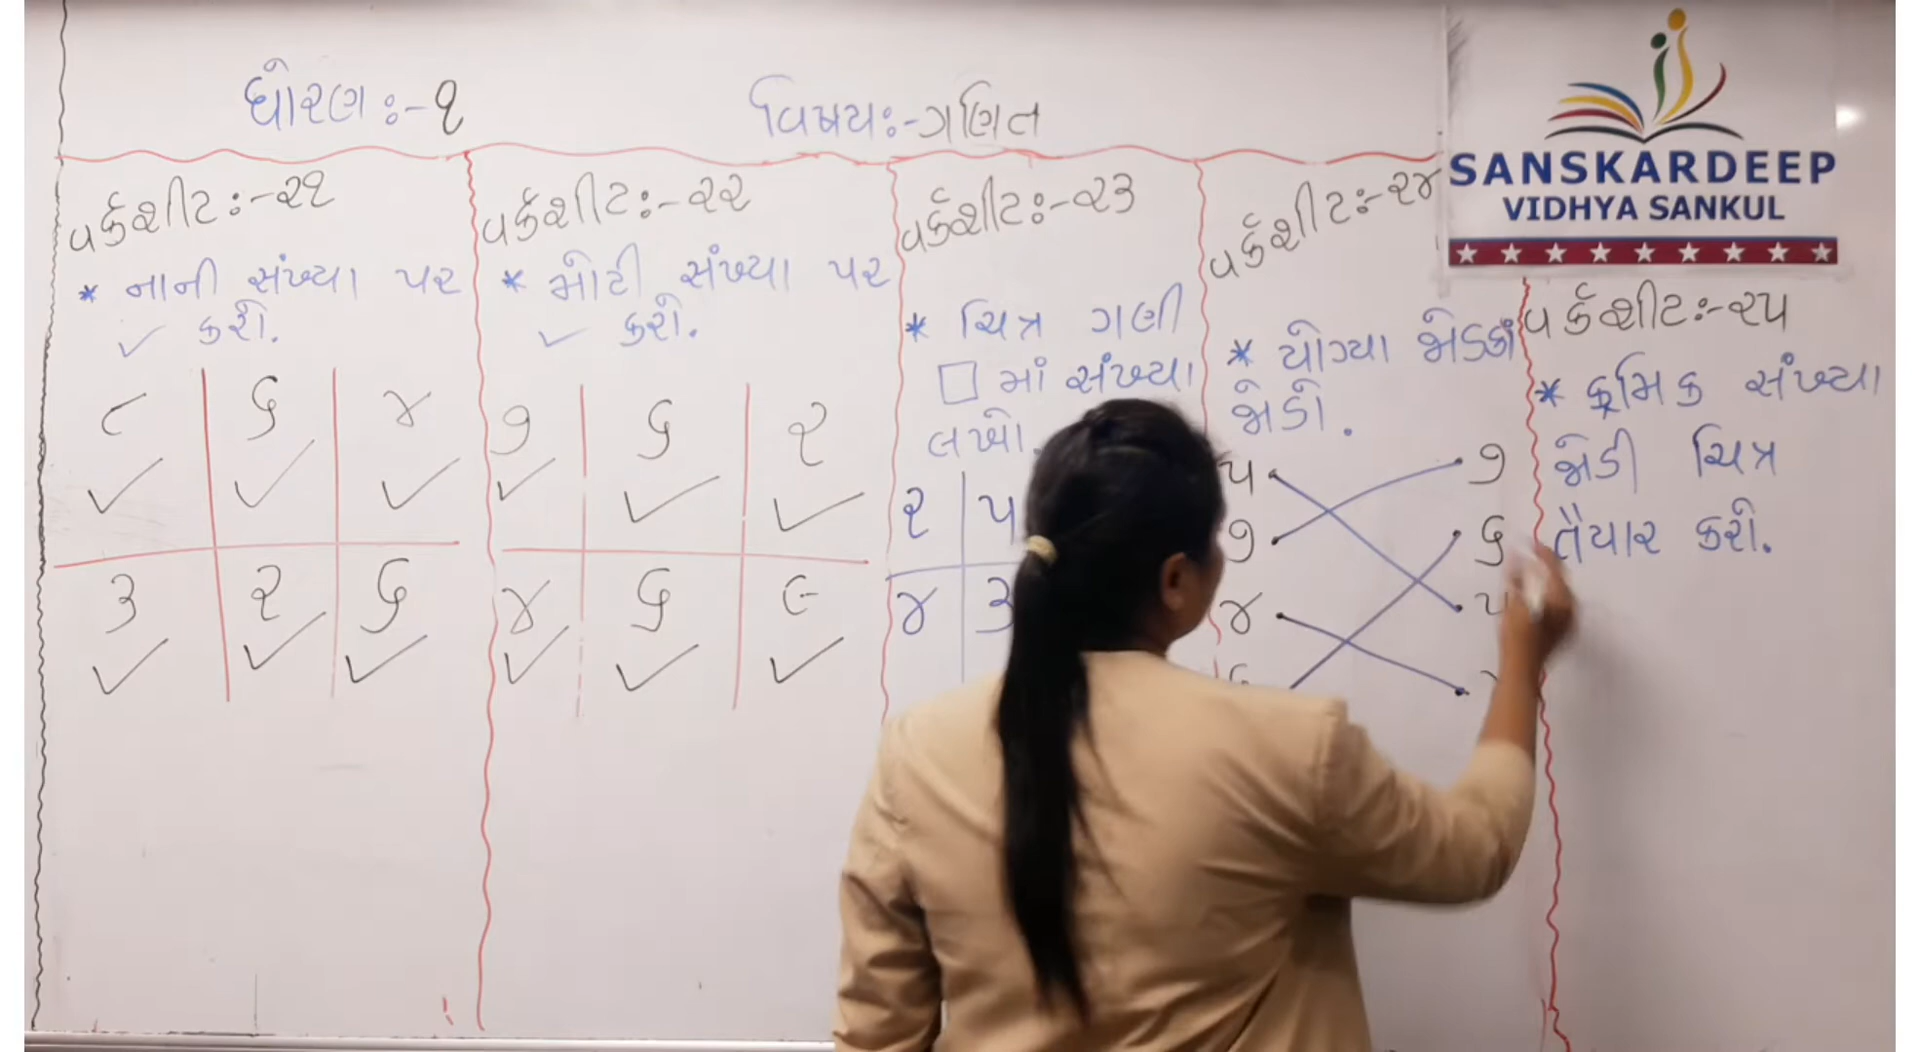 ધોરણ:-૧
વિષય:-ગણિત
SANSKARDEEP
VIDHYA SANKUL
વર્કશીટ:-૨૧
* નાની સંખ્યા પર
✓ કરો.
૮ ૬ ૪
✓ ✓ ✓
૩ ૨ ૬
✓ ✓ ✓
વર્કશીટ:-૨૨
* મોટી સંખ્યા પર
✓ કરો.
૭ ૬ ૨
✓ ✓ ✓
૪ ૬ ૯
✓ ✓ ✓
વર્કશીટ:-૨૩
* ચિત્ર ગણી
□ માં સંખ્યા
લખો.
૨ ૫
૪ ૩
વર્કશીટ:-૨૪
* યોગ્યા જોડકાં
જોડો.
૫ ૭
૭ ૬
૪ ૫
વર્કશીટ:-૨૫
* ક્રમિક સંખ્યા
જોડી ચિત્ર
તૈયાર કરો.